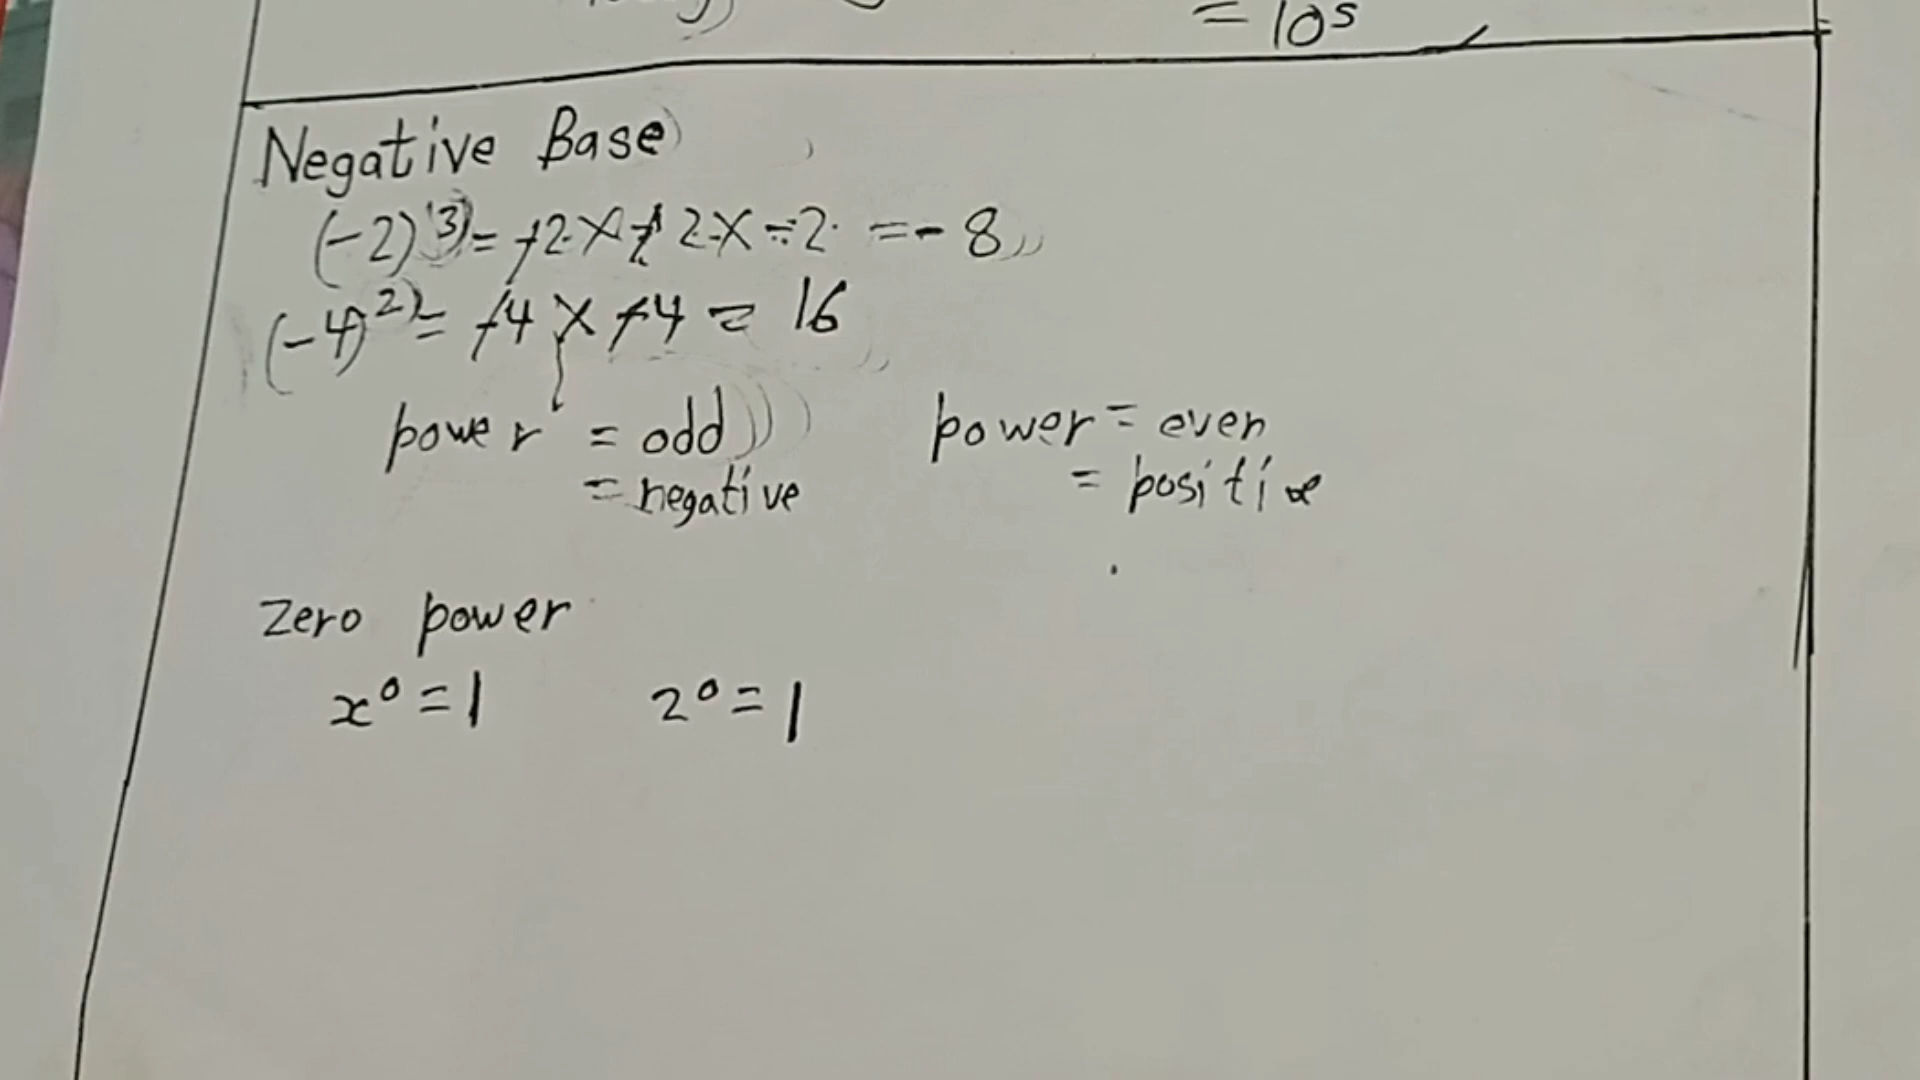 = 10⁵
Negative Base
(-2)³ = -2 x -2 x -2 = - 8
(-4)² = -4 x -4 = 16
power = odd
= negative
power = even
= positive
Zero power
x⁰ = 1 2⁰ = 1